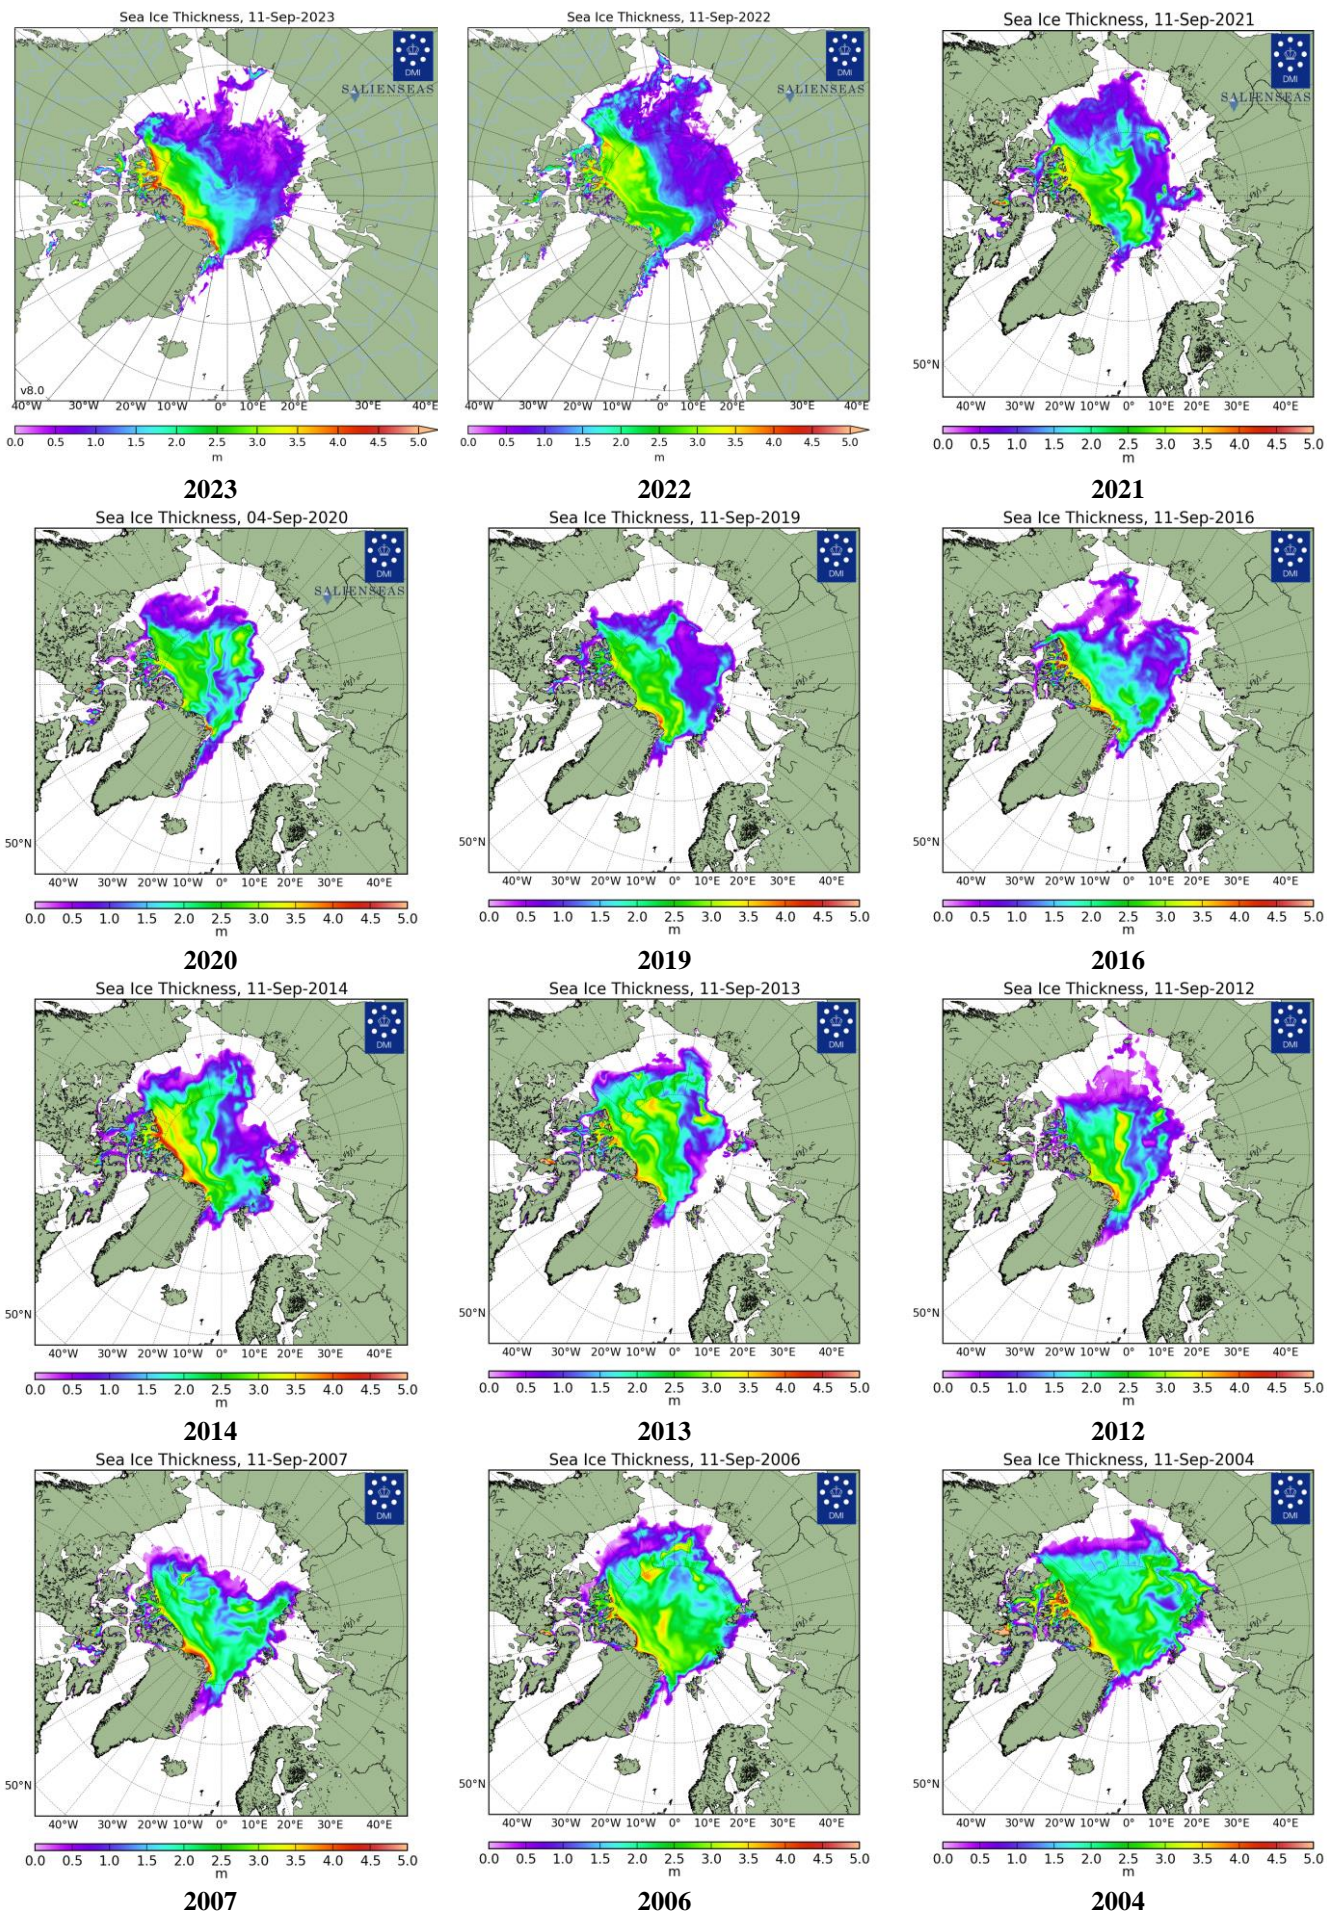 Sea Ice Thickness, 11-Sep-2023
DMI
SALIENSEAS
v8.0
40°W 30°W 20°W 10°W 0° 10°E 20°E 30°E 40°E
0.0 0.5 1.0 1.5 2.0 2.5 3.0 3.5 4.0 4.5 5.0
m
2023
Sea Ice Thickness, 11-Sep-2022
DMI
SALIENSEAS
40°W 30°W 20°W 10°W 0° 10°E 20°E 30°E 40°E
0.0 0.5 1.0 1.5 2.0 2.5 3.0 3.5 4.0 4.5 5.0
m
2022
Sea Ice Thickness, 11-Sep-2021
DMI
SALIENSEAS
50°N
40°W 30°W 20°W 10°W 0° 10°E 20°E 30°E 40°E
0.0 0.5 1.0 1.5 2.0 2.5 3.0 3.5 4.0 4.5 5.0
m
2021
Sea Ice Thickness, 04-Sep-2020
DMI
SALIENSEAS
50°N
40°W 30°W 20°W 10°W 0° 10°E 20°E 30°E 40°E
0.0 0.5 1.0 1.5 2.0 2.5 3.0 3.5 4.0 4.5 5.0
m
2020
Sea Ice Thickness, 11-Sep-2019
DMI
50°N
40°W 30°W 20°W 10°W 0° 10°E 20°E 30°E 40°E
0.0 0.5 1.0 1.5 2.0 2.5 3.0 3.5 4.0 4.5 5.0
m
2019
Sea Ice Thickness, 11-Sep-2016
DMI
50°N
40°W 30°W 20°W 10°W 0° 10°E 20°E 30°E 40°E
0.0 0.5 1.0 1.5 2.0 2.5 3.0 3.5 4.0 4.5 5.0
m
2016
Sea Ice Thickness, 11-Sep-2014
DMI
50°N
40°W 30°W 20°W 10°W 0° 10°E 20°E 30°E 40°E
0.0 0.5 1.0 1.5 2.0 2.5 3.0 3.5 4.0 4.5 5.0
m
2014
Sea Ice Thickness, 11-Sep-2013
DMI
50°N
40°W 30°W 20°W 10°W 0° 10°E 20°E 30°E 40°E
0.0 0.5 1.0 1.5 2.0 2.5 3.0 3.5 4.0 4.5 5.0
m
2013
Sea Ice Thickness, 11-Sep-2012
DMI
50°N
40°W 30°W 20°W 10°W 0° 10°E 20°E 30°E 40°E
0.0 0.5 1.0 1.5 2.0 2.5 3.0 3.5 4.0 4.5 5.0
m
2012
Sea Ice Thickness, 11-Sep-2007
DMI
50°N
40°W 30°W 20°W 10°W 0° 10°E 20°E 30°E 40°E
0.0 0.5 1.0 1.5 2.0 2.5 3.0 3.5 4.0 4.5 5.0
m
2007
Sea Ice Thickness, 11-Sep-2006
DMI
50°N
40°W 30°W 20°W 10°W 0° 10°E 20°E 30°E 40°E
0.0 0.5 1.0 1.5 2.0 2.5 3.0 3.5 4.0 4.5 5.0
m
2006
Sea Ice Thickness, 11-Sep-2004
DMI
50°N
40°W 30°W 20°W 10°W 0° 10°E 20°E 30°E 40°E
0.0 0.5 1.0 1.5 2.0 2.5 3.0 3.5 4.0 4.5 5.0
m
2004